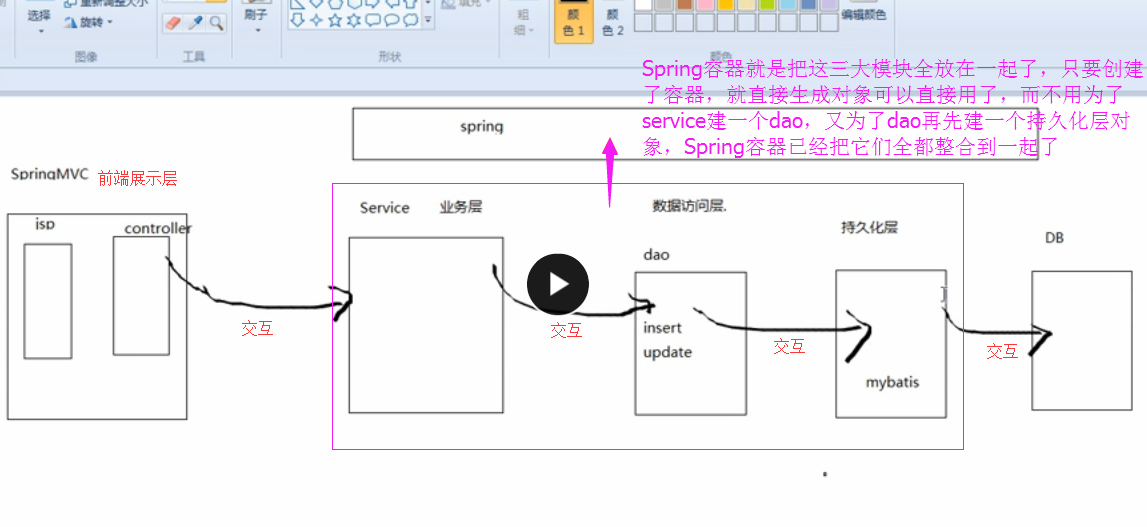 重新调整大小
选择
旋转
刷子
填充
粗
细
颜
色 1
颜
色 2
编辑颜色
图像
工具
形状
颜色
Spring容器就是把这三大模块全放在一起了，只要创建
了容器，就直接生成对象可以直接用了，而不用为了
service建一个dao，又为了dao再先建一个持久化层对
象，Spring容器已经把它们全都整合到一起了
spring
SpringMVC
前端展示层
Service
业务层
数据访问层.
持久化层
jsp
controller
DB
dao
交互
交互
insert
update
交互
交互
mybatis